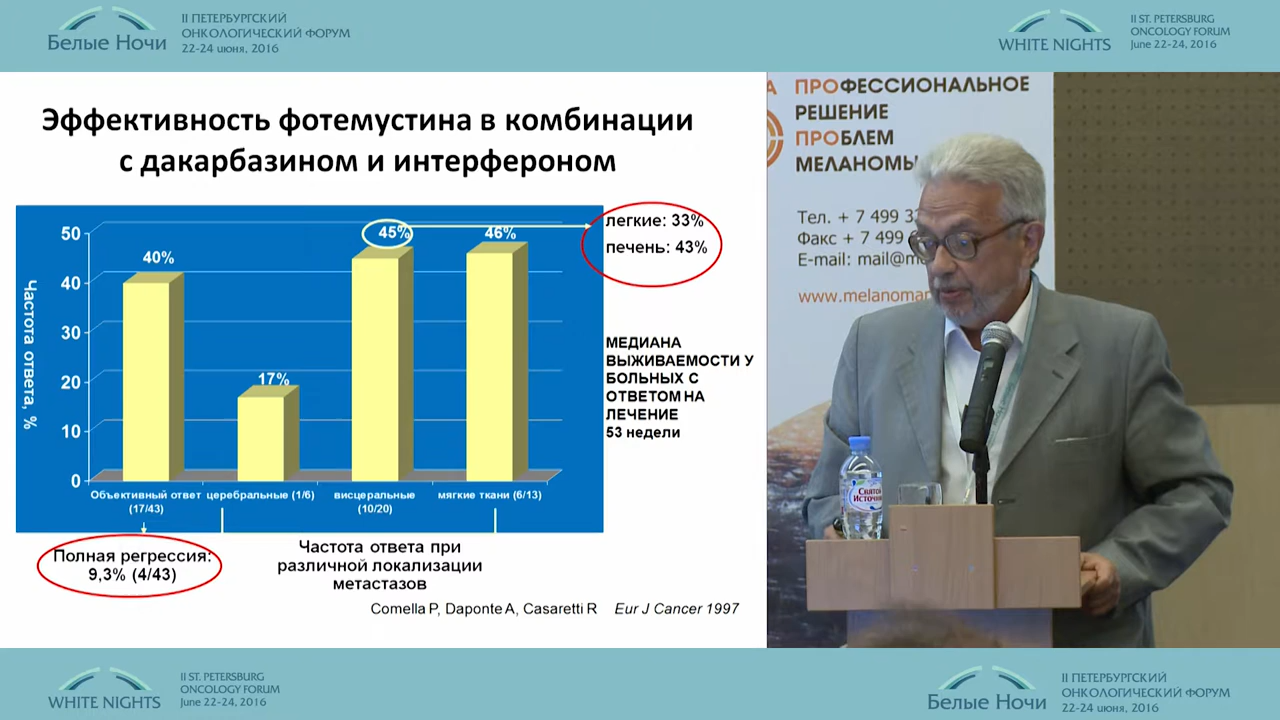 Белые Ночи
II ПЕТЕРБУРГСКИЙ
ОНКОЛОГИЧЕСКИЙ ФОРУМ
22-24 июня, 2016
WHITE NIGHTS
II ST. PETERSBURG
ONCOLOGY FORUM
June 22-24, 2016
Эффективность фотемустина в комбинации
с дакарбазином и интерфероном
Частота ответа, %
50
40
30
20
10
0
40%
17%
45%
46%
Объективный ответ
(17/43)
церебральные (1/6)
висцеральные
(10/20)
мягкие ткани (6/13)
легкие: 33%
печень: 43%
МЕДИАНА
ВЫЖИВАЕМОСТИ У
БОЛЬНЫХ С
ОТВЕТОМ НА
ЛЕЧЕНИЕ
53 недели
Полная регрессия:
9,3% (4/43)
Частота ответа при
различной локализации
метастазов
Comella P, Daponte A, Casaretti R Eur J Cancer 1997
А ПРОФЕССИОНАЛЬНОЕ
РЕШЕНИЕ
ПРОБЛЕМ
МЕЛАНОМЫ
Тел. + 7 499 3
Факс + 7 499
E-mail: mail@m
www.melanoma
Святой
Источник
WHITE NIGHTS
II ST. PETERSBURG
ONCOLOGY FORUM
June 22-24, 2016
Белые Ночи
II ПЕТЕРБУРГСКИЙ
ОНКОЛОГИЧЕСКИЙ ФОРУМ
22-24 июня, 2016